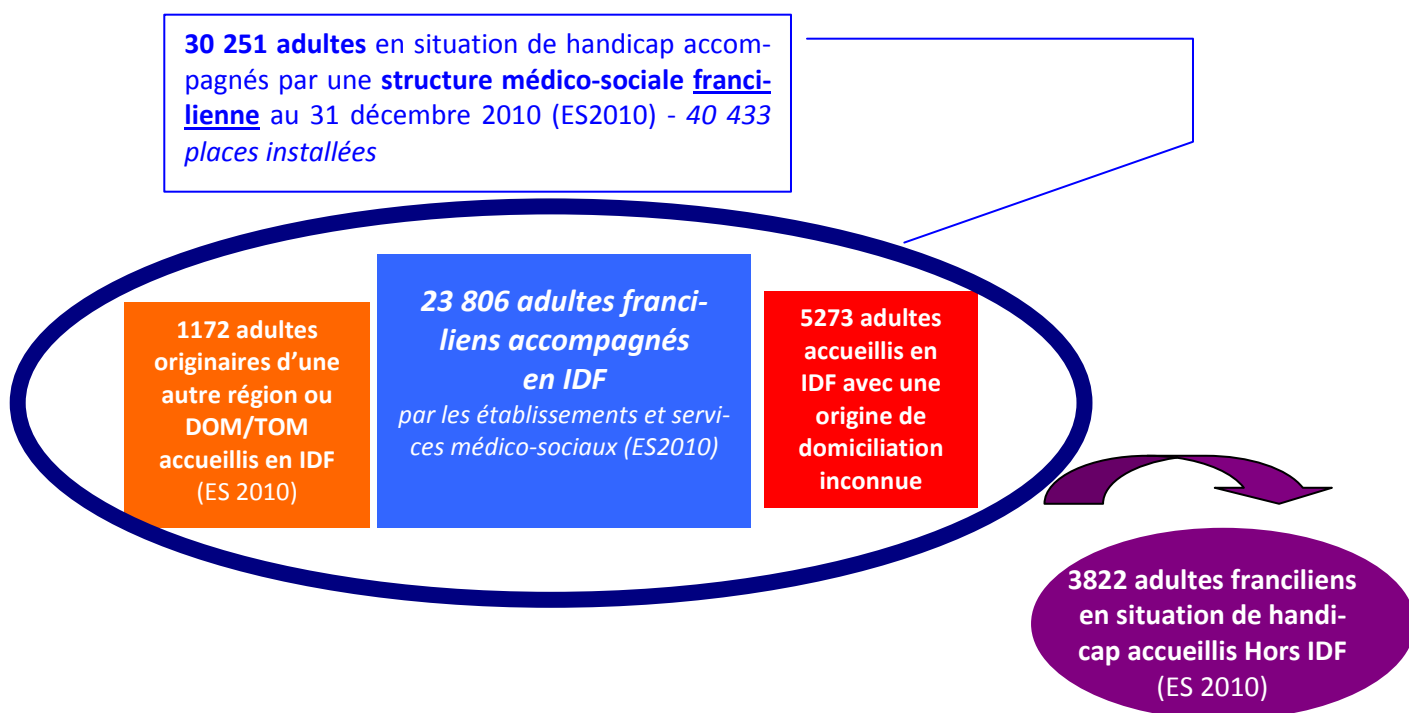 30 251 adultes en situation de handicap accom-
pagnés par une structure médico-sociale franci-
lienne au 31 décembre 2010 (ES2010) - 40 433
places installées
1172 adultes
originaires d’une
autre région ou
DOM/TOM
accueillis en IDF
(ES 2010)
23 806 adultes franci-
liens accompagnés
en IDF
par les établissements et servi-
ces médico-sociaux (ES2010)
5273 adultes
accueillis en
IDF avec une
origine de
domiciliation
inconnue
3822 adultes franciliens
en situation de handi-
cap accueillis Hors IDF
(ES 2010)